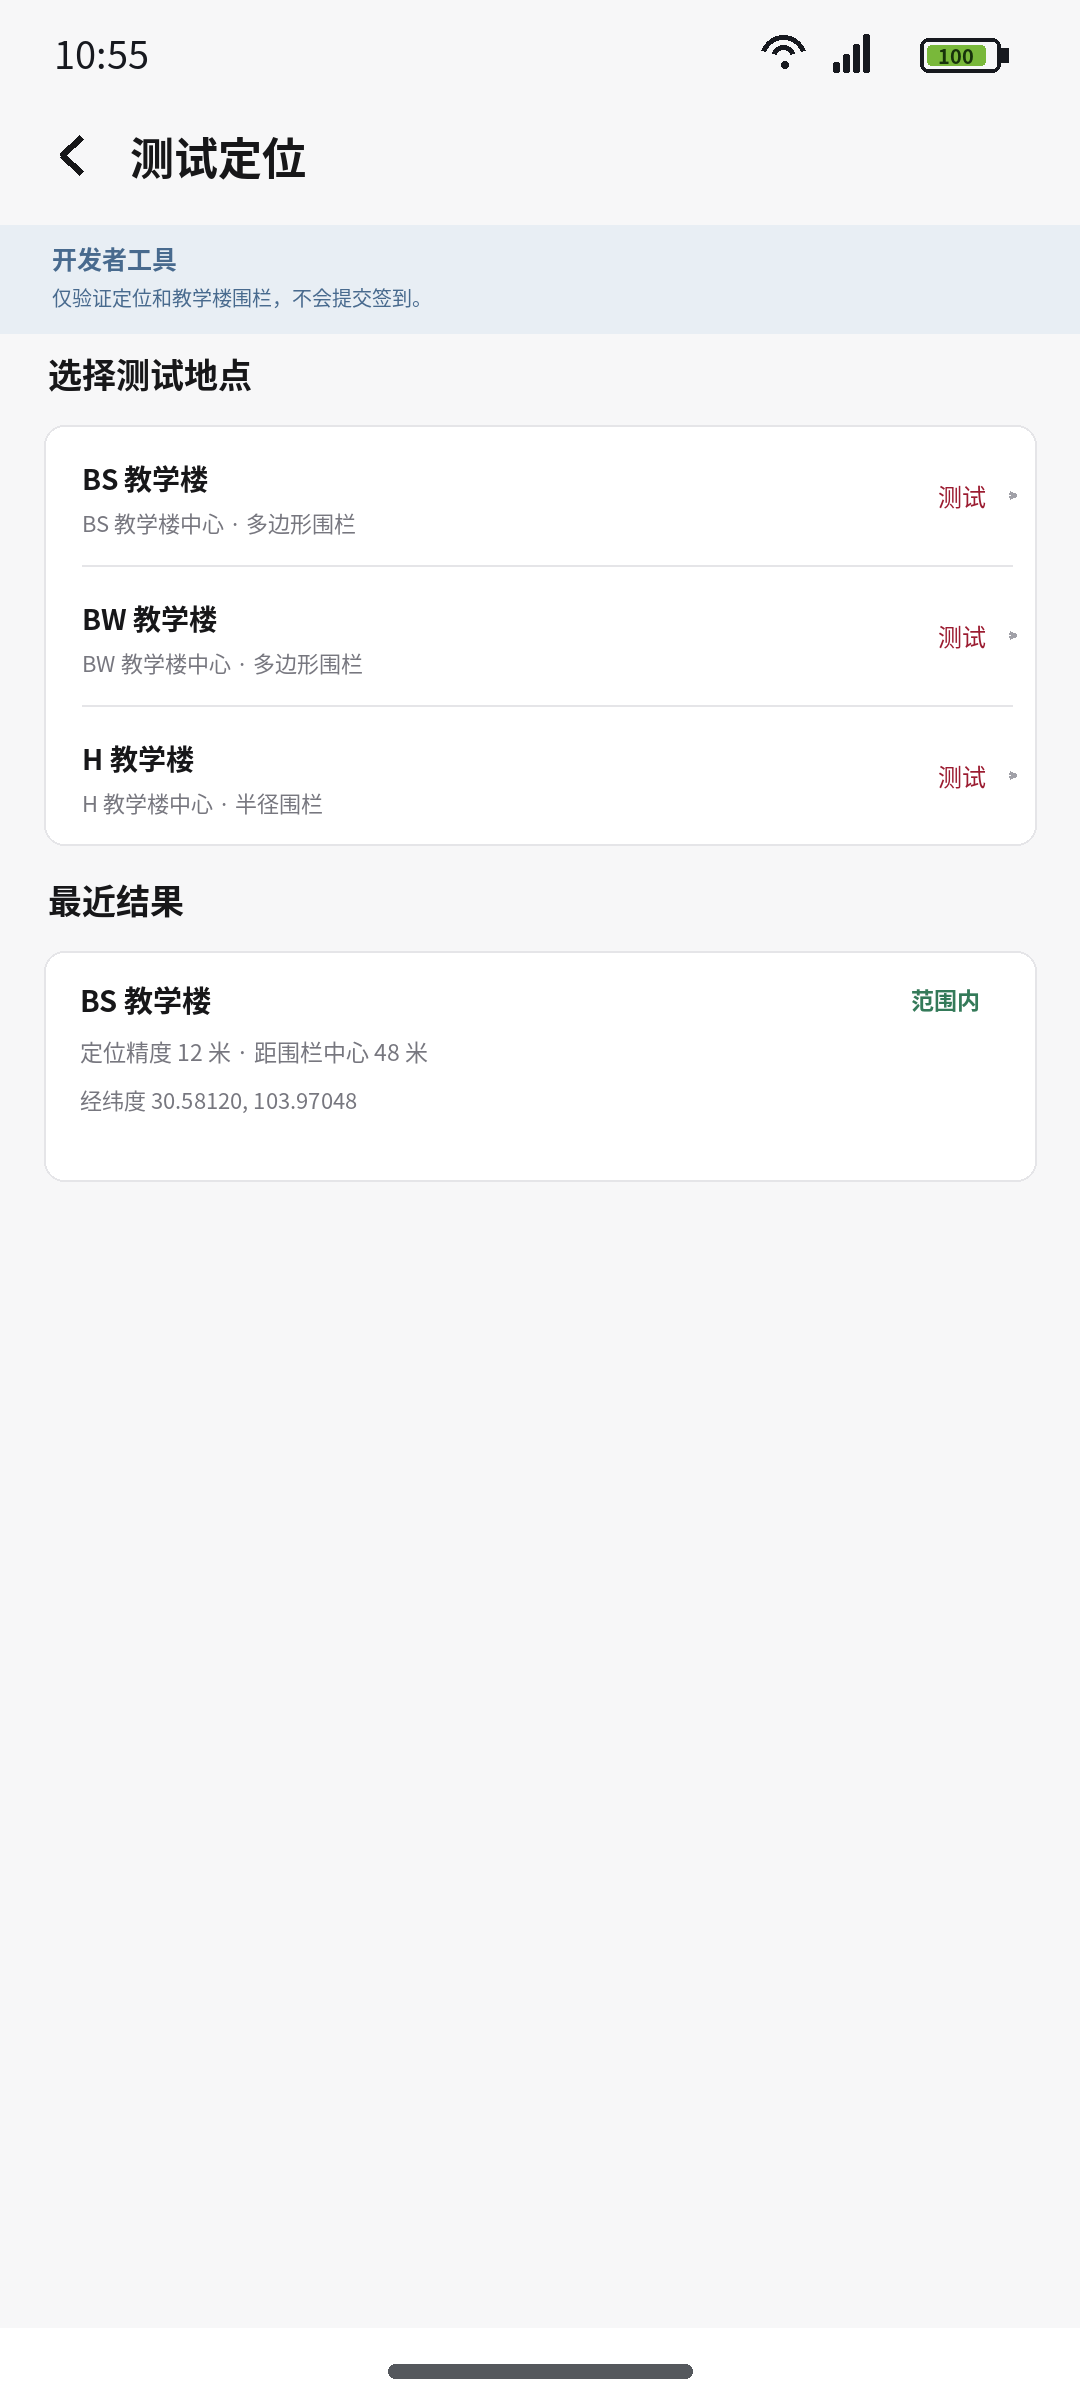 10:55
100
测试定位
开发者工具
仅验证定位和教学楼围栏，不会提交签到。
选择测试地点
BS 教学楼
BS 教学楼中心 · 多边形围栏
测试
BW 教学楼
BW 教学楼中心 · 多边形围栏
测试
H 教学楼
H 教学楼中心 · 半径围栏
测试
最近结果
BS 教学楼
范围内
定位精度 12 米 · 距围栏中心 48 米
经纬度 30.58120, 103.97048